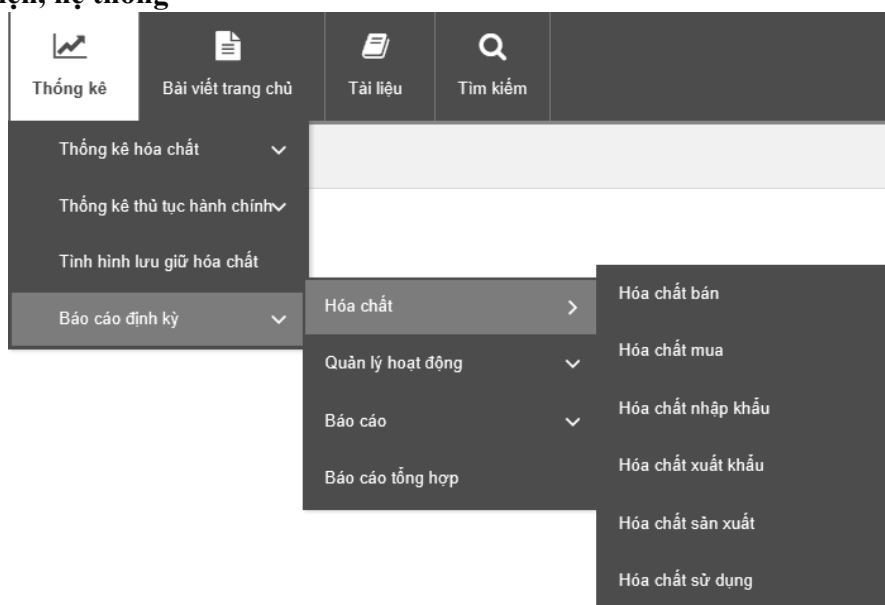 hệ thống
Thống kê
Bài viết trang chủ
Tài liệu
Tìm kiếm
Thống kê hóa chất
Thống kê thủ tục hành chính
Tình hình lưu giữ hóa chất
Báo cáo định kỳ
Hóa chất
Quản lý hoạt động
Báo cáo
Báo cáo tổng hợp
Hóa chất bán
Hóa chất mua
Hóa chất nhập khẩu
Hóa chất xuất khẩu
Hóa chất sản xuất
Hóa chất sử dụng